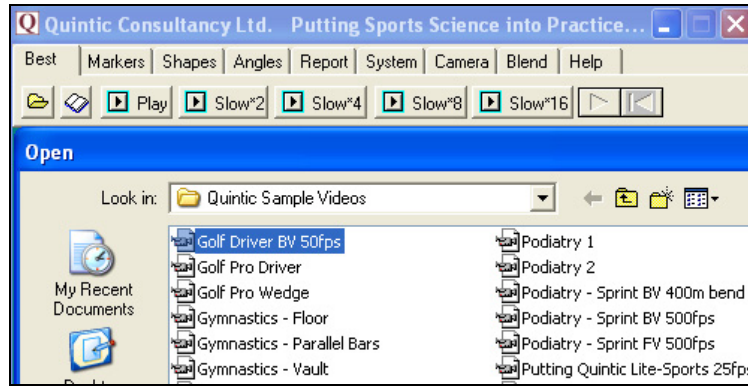 Q Quintic Consultancy Ltd. Putting Sports Science into Practice...
Best Markers Shapes Angles Report System Camera Blend Help
Play Slow*2 Slow*4 Slow*8 Slow*16
Open
Look in: Quintic Sample Videos
My Recent
Documents
Golf Driver BV 50fps
Golf Pro Driver
Golf Pro Wedge
Gymnastics - Floor
Gymnastics - Parallel Bars
Gymnastics - Vault
Podiatry 1
Podiatry 2
Podiatry - Sprint BV 400m bend
Podiatry - Sprint BV 500fps
Podiatry - Sprint FV 500fps
Putting Quintic Lite-Sports 25fps